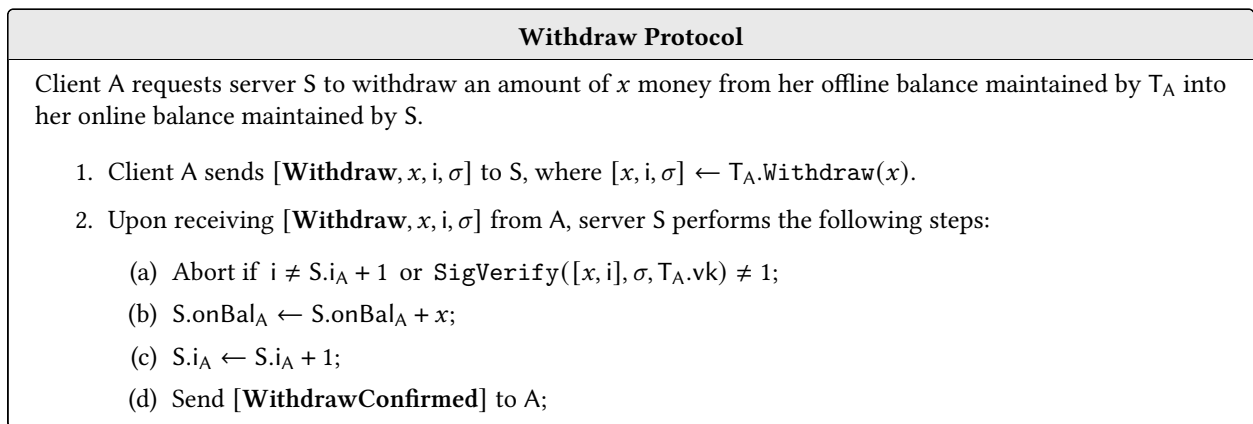 Withdraw Protocol
Client A requests server S to withdraw an amount of x money from her offline balance maintained by T_A into
her online balance maintained by S.
1. Client A sends [Withdraw, x, i, σ] to S, where [x, i, σ] ← T_A.Withdraw(x).
2. Upon receiving [Withdraw, x, i, σ] from A, server S performs the following steps:
(a) Abort if i ≠ S.i_A + 1 or SigVerify([x, i], σ, T_A.vk) ≠ 1;
(b) S.onBal_A ← S.onBal_A + x;
(c) S.i_A ← S.i_A + 1;
(d) Send [WithdrawConfirmed] to A;